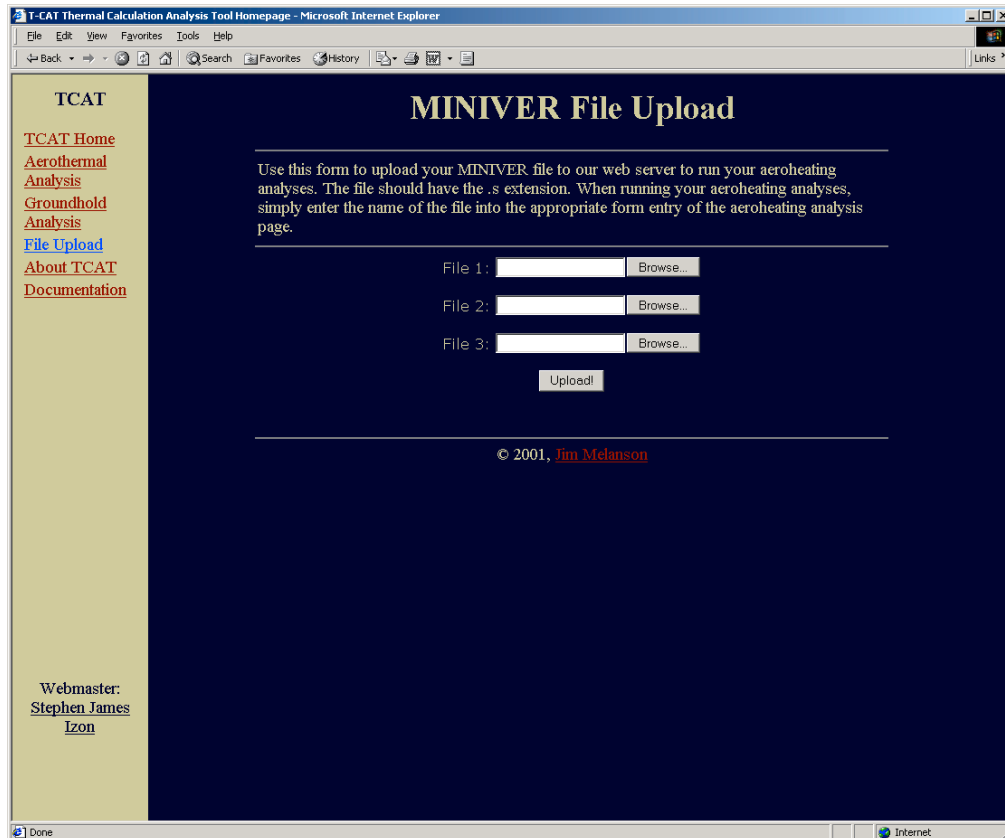 T-CAT Thermal Calculation Analysis Tool Homepage - Microsoft Internet Explorer
File Edit View Favorites Tools Help
Back Search Favorites History Links
TCAT
TCAT Home
Aerothermal
Analysis
Groundhold
Analysis
File Upload
About TCAT
Documentation
Webmaster:
Stephen James
Izon
MINIVER File Upload
Use this form to upload your MINIVER file to our web server to run your aeroheating
analyses. The file should have the .s extension. When running your aeroheating analyses,
simply enter the name of the file into the appropriate form entry of the aeroheating analysis
page.
File 1: Browse...
File 2: Browse...
File 3: Browse...
Upload!
© 2001, Jim Melanson
Done Internet